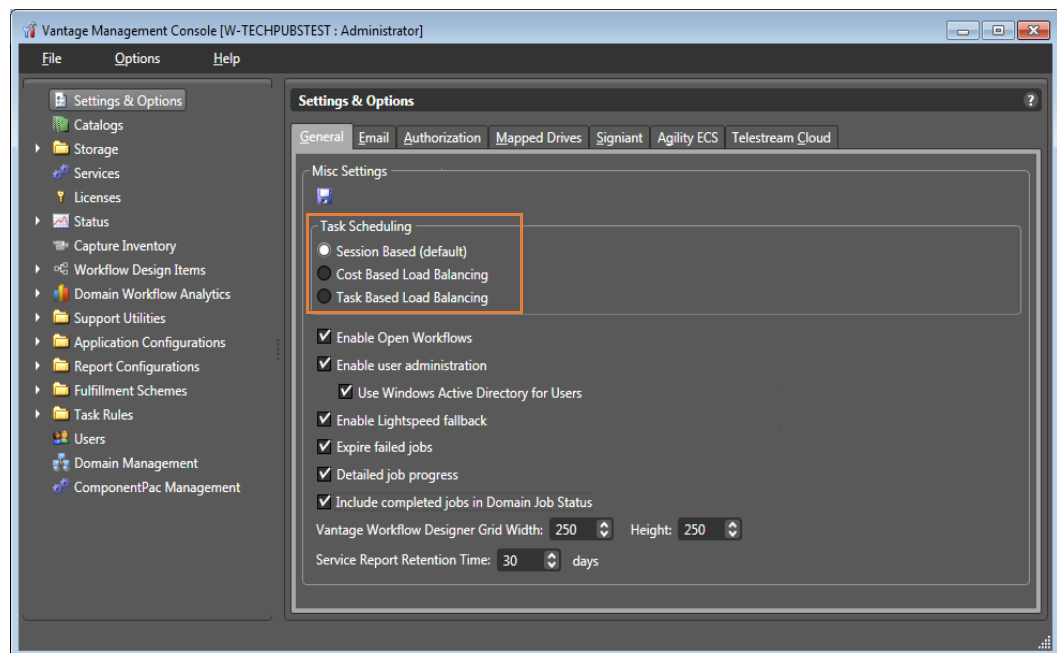 Vantage Management Console [W-TECHPUBSTEST : Administrator]
File Options Help
Settings & Options
Catalogs
Storage
Services
Licenses
Status
Capture Inventory
Workflow Design Items
Domain Workflow Analytics
Support Utilities
Application Configurations
Report Configurations
Fulfillment Schemes
Task Rules
Users
Domain Management
ComponentPac Management
Settings & Options ?
General Email Authorization Mapped Drives Signiant Agility ECS Telestream Cloud
Misc Settings
Task Scheduling
Session Based (default)
Cost Based Load Balancing
Task Based Load Balancing
Enable Open Workflows
Enable user administration
Use Windows Active Directory for Users
Enable Lightspeed fallback
Expire failed jobs
Detailed job progress
Include completed jobs in Domain Job Status
Vantage Workflow Designer Grid Width: 250 Height: 250
Service Report Retention Time: 30 days